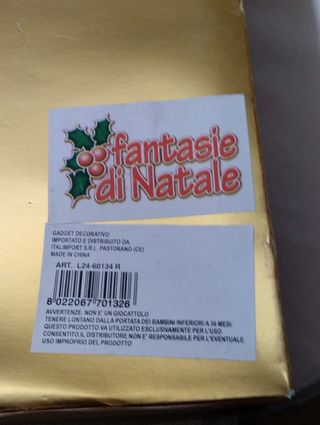 fantasie
di Natale
GADGET DECORATIVO
IMPORTATO E DISTRIBUITO DA
ITALIMPORT S.R.L. PASTORANO (CE)
MADE IN CHINA
ART. L24-60134 R
8 022067 701326
AVVERTENZE: NON E' UN GIOCATTOLO
TENERE LONTANO DALLA PORTATA DEI BAMBINI INFERIORI A 36 MESI.
QUESTO PRODOTTO VA UTILIZZATO ESCLUSIVAMENTE PER L'USO
CONSENTITO.IL DISTRIBUTORE NON E' RESPONSABILE PER L'EVENTUALE
USO IMPROPRIO DEL PRODOTTO